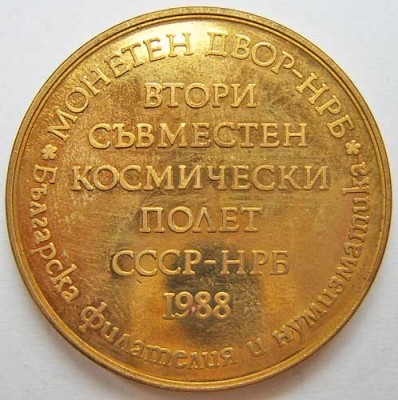 МОНЕТЕН ДВОР-НРБ
ВТОРИ
СЪВМЕСТЕН
КОСМИЧЕСКИ
ПОЛЕТ
СССР-НРБ
1988
Българска филателия и нумизматика